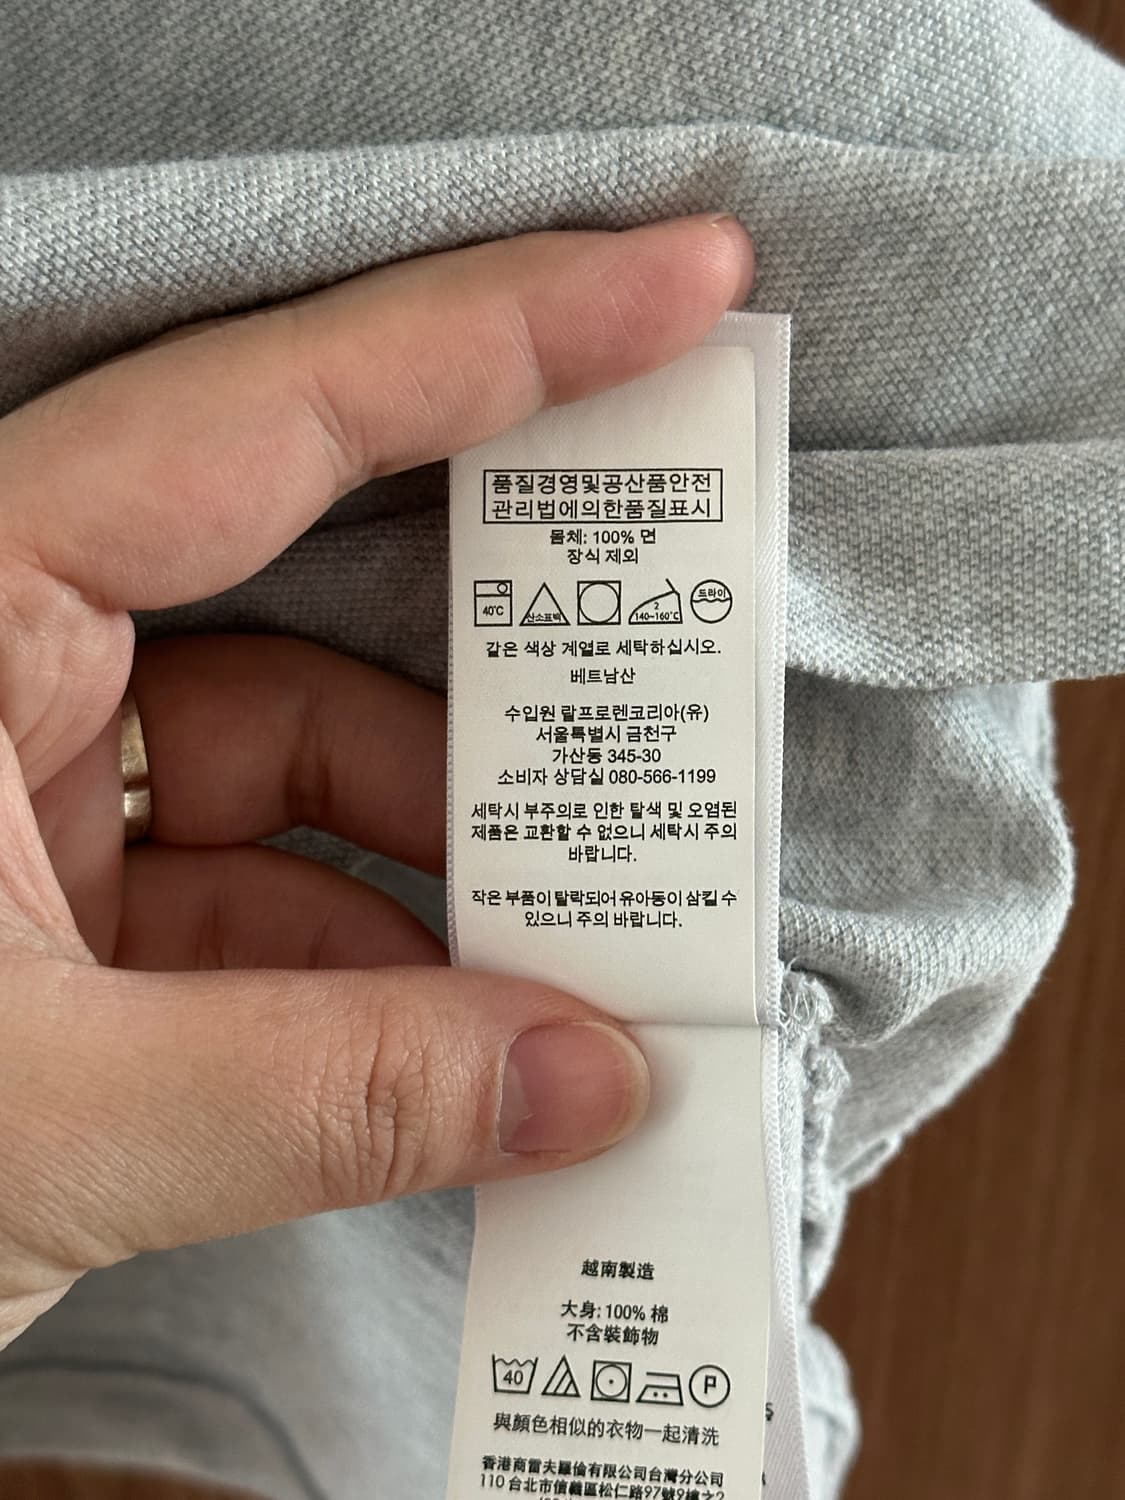 품질경영및공산품안전
관리법에의한품질표시
몸체: 100% 면
장식 제외
40℃
산소표백
2
140~160℃
드라이
같은 색상 계열로 세탁하십시오.
베트남산
수입원 랄프로렌코리아(유)
서울특별시 금천구
가산동 345-30
소비자 상담실 080-566-1199
세탁시 부주의로 인한 탈색 및 오염된
제품은 교환할 수 없으니 세탁시 주의
바랍니다.
작은 부품이 탈락되어 유아동이 삼킬 수
있으니 주의 바랍니다.
越南製造
大身: 100% 棉
不含裝飾物
40
P
與顏色相似的衣物一起清洗
香港商雷夫羅倫有限公司台灣分公司
110 台北市信義區松仁路97號9樓之2